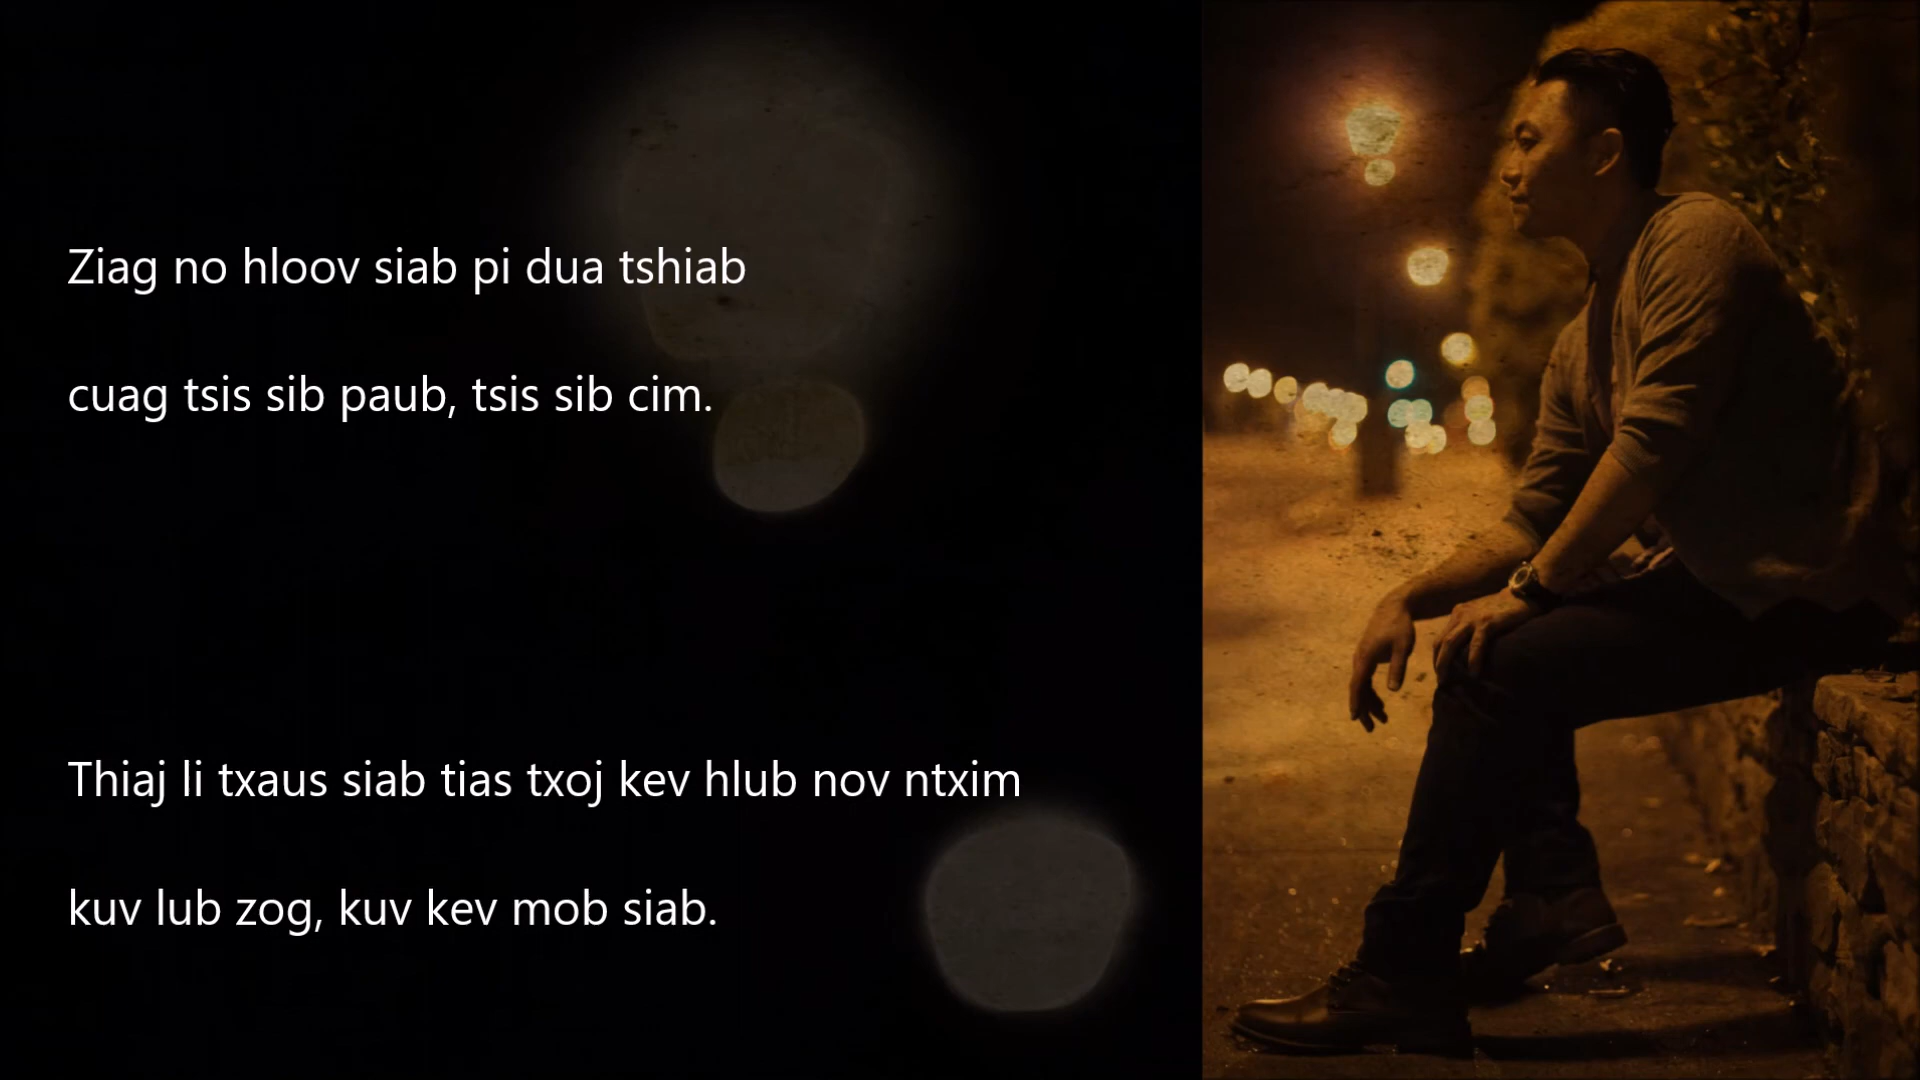 Ziag no hloov siab pi dua tshiab
cuag tsis sib paub, tsis sib cim.
Thiaj li txaus siab tias txoj kev hlub nov ntxim
kuv lub zog, kuv kev mob siab.